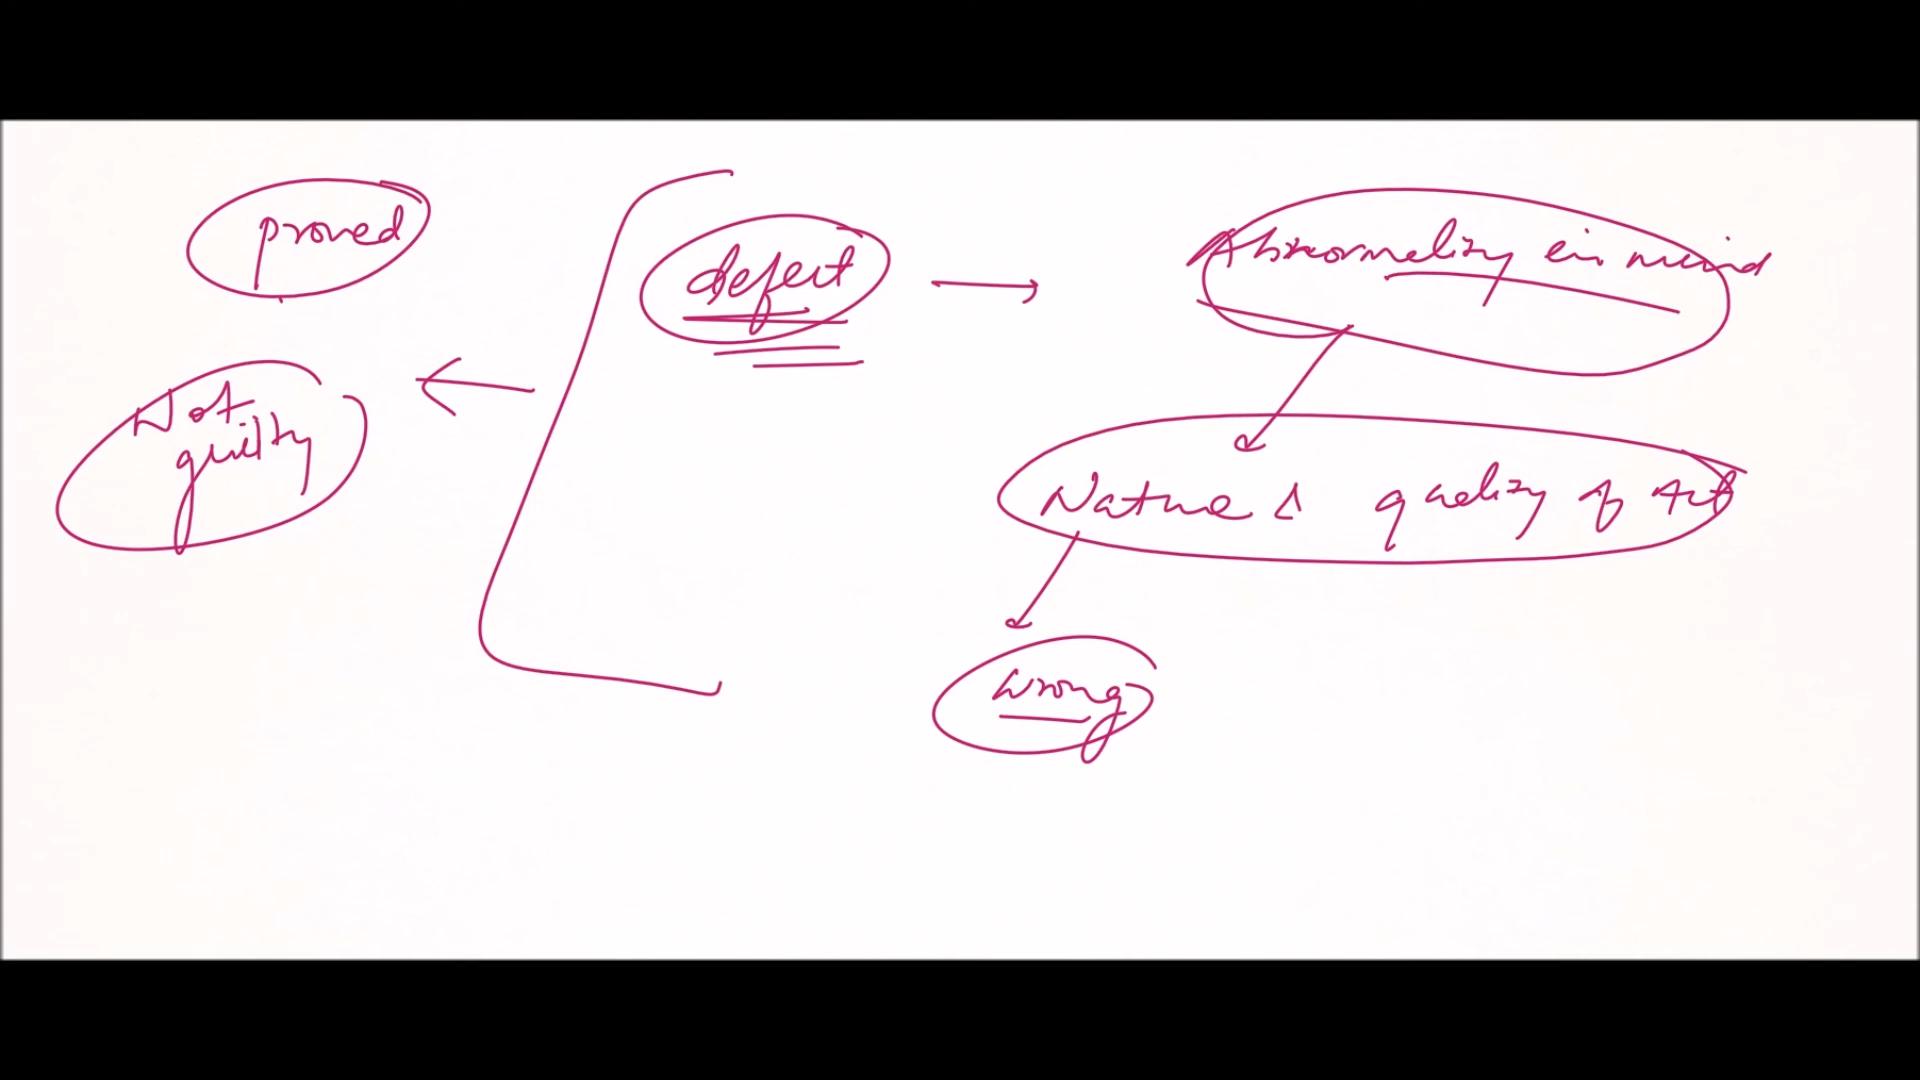 proved
Not
guilty
defect
Abnormality in mind
Nature & quality of Act
wrong